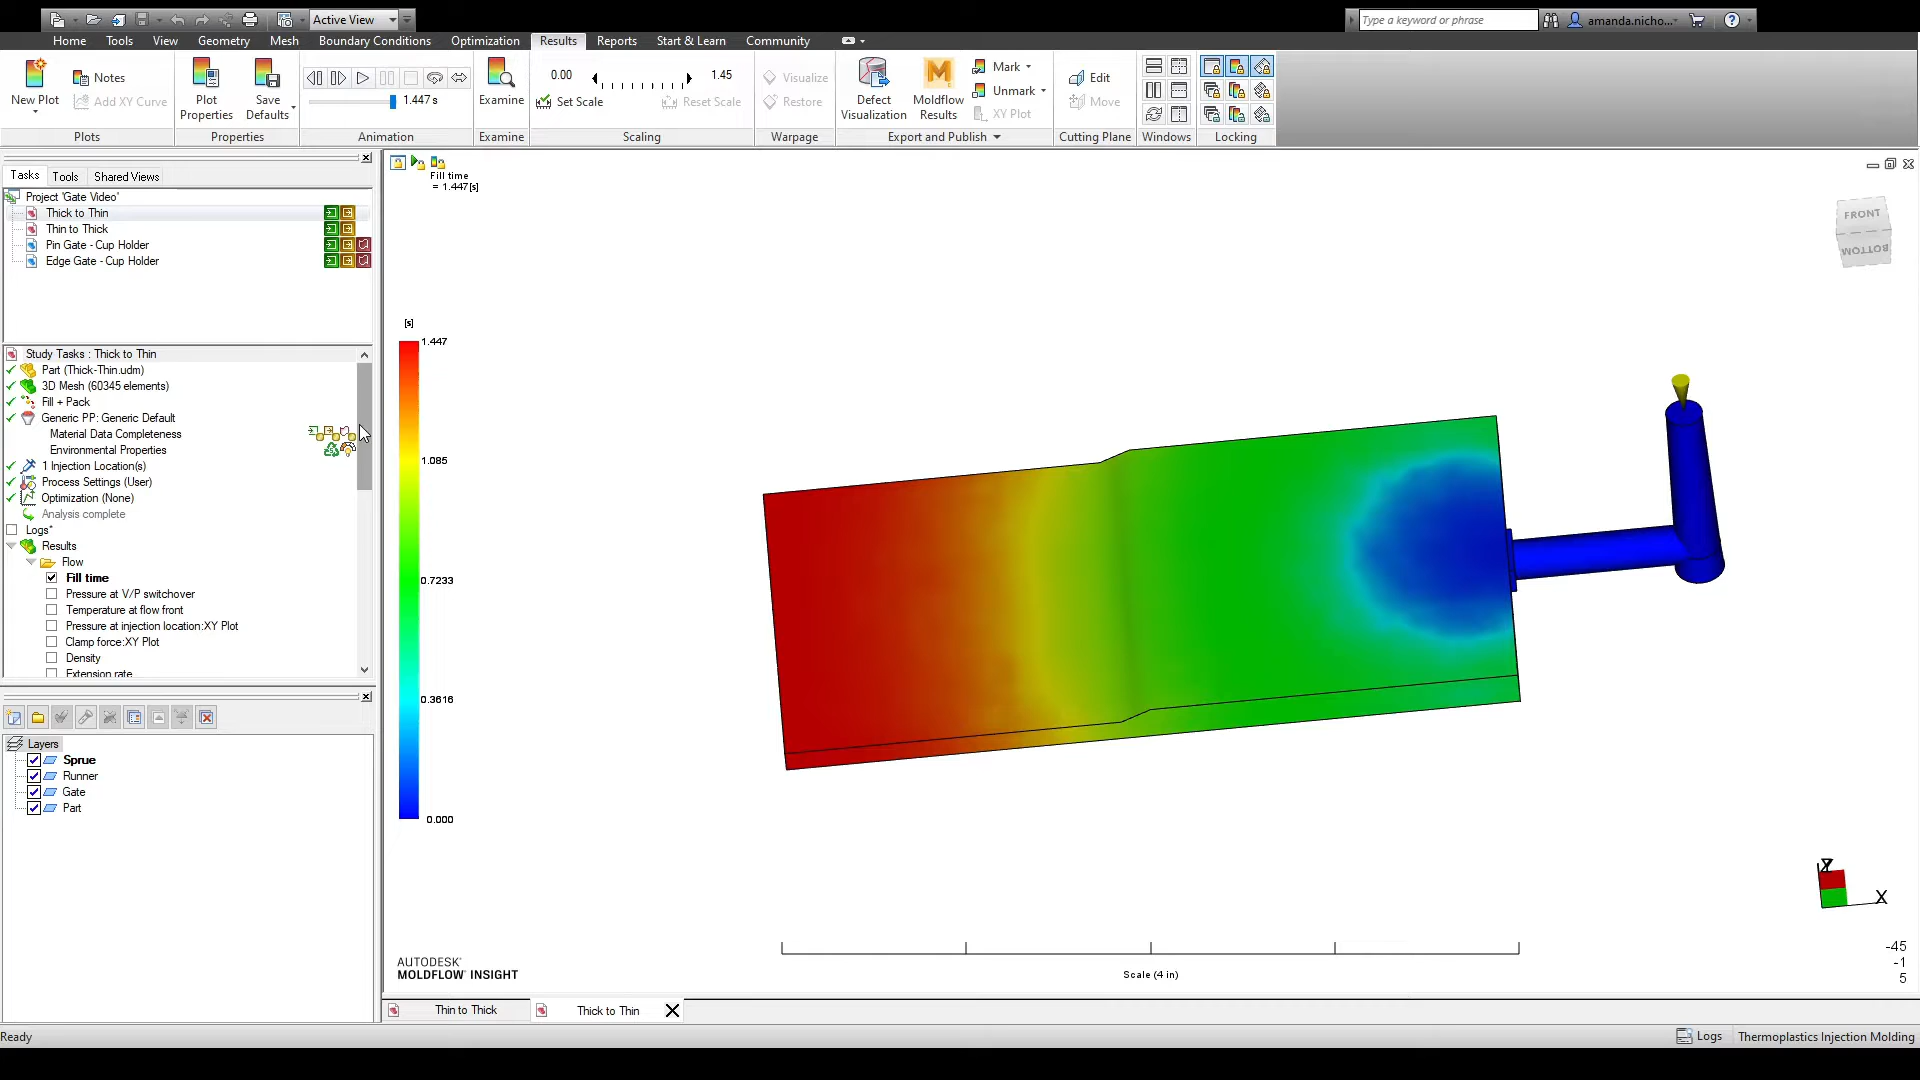 Active View
Type a keyword or phrase
amanda.nicho...
Home Tools View Geometry Mesh Boundary Conditions Optimization Results Reports Start & Learn Community
New Plot
Notes
Add XY Curve
Plots
Plot Properties
Save Defaults
Properties
1.447 s
Animation
Examine
Examine
0.00 1.45
Set Scale Reset Scale
Scaling
Visualize
Restore
Warpage
Defect Visualization
Moldflow Results
Mark
Unmark
XY Plot
Export and Publish
Edit
Move
Cutting Plane
Windows
Locking
Tasks Tools Shared Views
Project 'Gate Video'
Thick to Thin
Thin to Thick
Pin Gate - Cup Holder
Edge Gate - Cup Holder
Study Tasks : Thick to Thin
Part (Thick-Thin.udm)
3D Mesh (60345 elements)
Fill + Pack
Generic PP: Generic Default
Material Data Completeness
Environmental Properties
1 Injection Location(s)
Process Settings (User)
Optimization (None)
Analysis complete
Logs*
Results
Flow
Fill time
Pressure at V/P switchover
Temperature at flow front
Pressure at injection location:XY Plot
Clamp force:XY Plot
Density
Extension rate
Layers
Sprue
Runner
Gate
Part
Fill time
= 1.447[s]
[s]
1.447
1.085
0.7233
0.3616
0.000
FRONT
BOTTOM
Z
X
-45
-1
5
Scale (4 in)
AUTODESK
MOLDFLOW INSIGHT
Thin to Thick
Thick to Thin
Ready
Logs
Thermoplastics Injection Molding